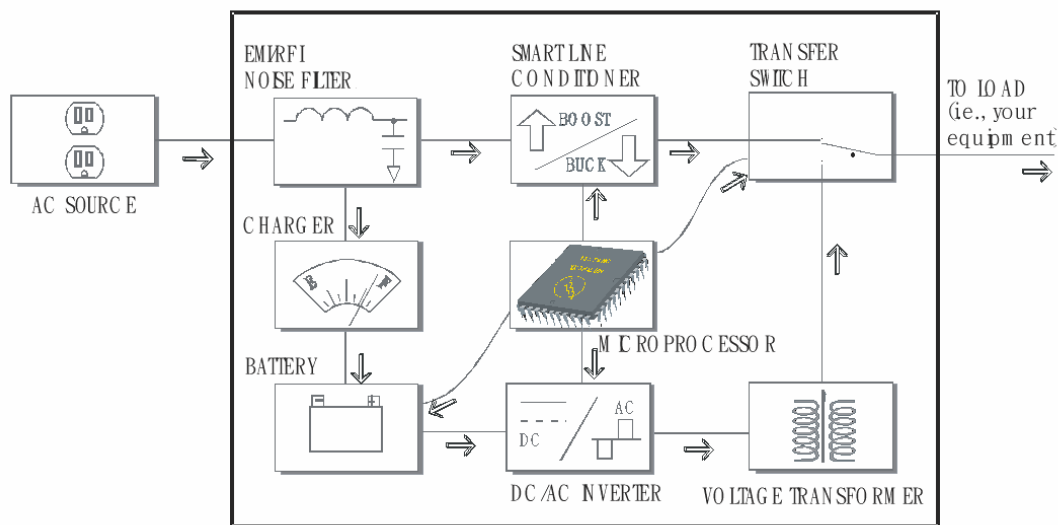 EMI/RFI
NOISE FILTER
SMART LINE
CONDITIONER
TRANSFER
SWITCH
TO LOAD
(ie., your
equipment)
BOOST
BUCK
AC SOURCE
CHARGER
MICROPROCESSOR
BATTERY
DC
AC
DC/AC INVERTER
VOLTAGE TRANSFORMER